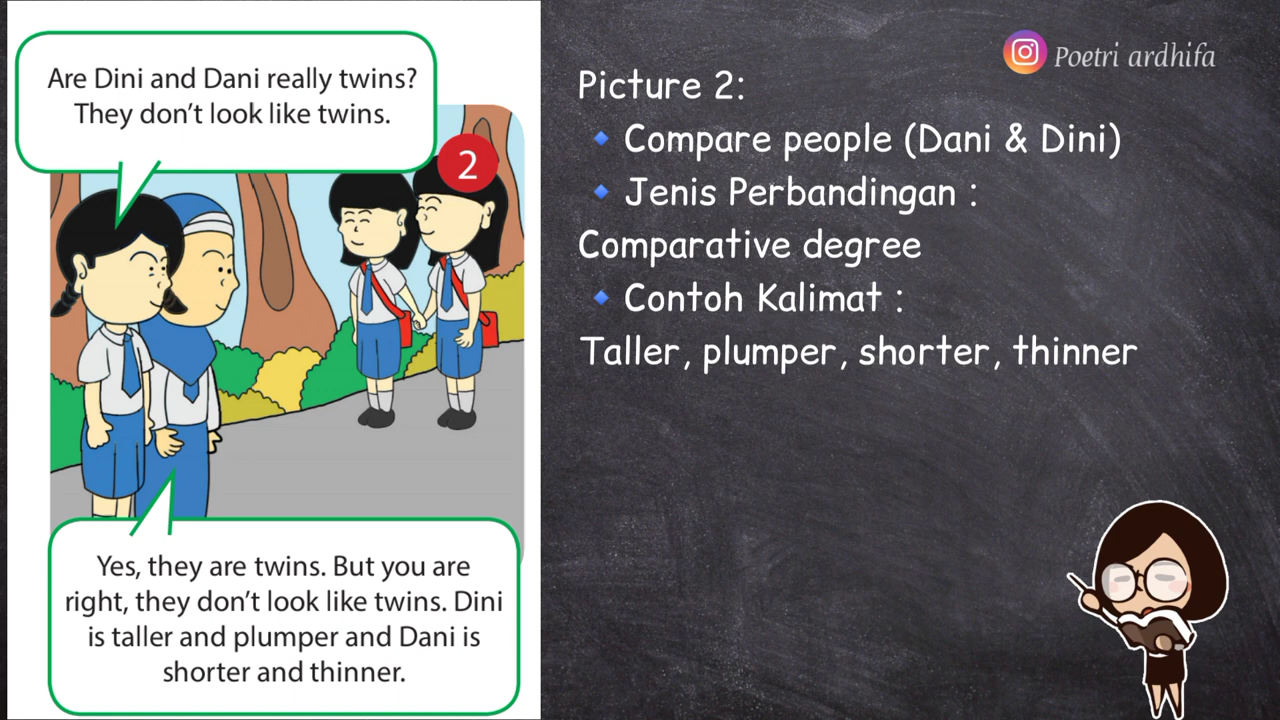 Are Dini and Dani really twins?
They don't look like twins.
2
Yes, they are twins. But you are
right, they don't look like twins. Dini
is taller and plumper and Dani is
shorter and thinner.
Poetri ardhifa
Picture 2:
Compare people (Dani & Dini)
Jenis Perbandingan :
Comparative degree
Contoh Kalimat :
Taller, plumper, shorter, thinner